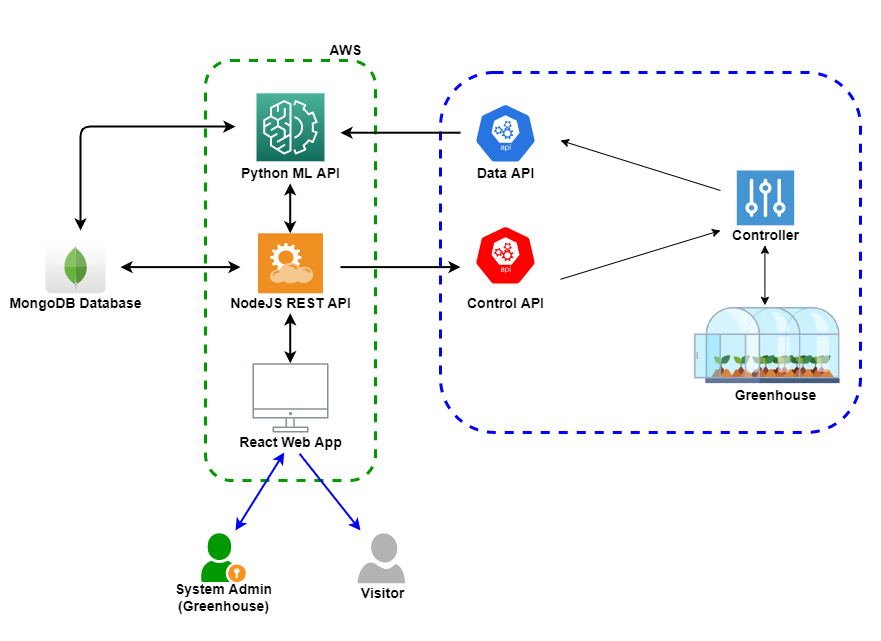 AWS
Python ML API
api
Data API
Controller
MongoDB Database
NodeJS REST API
api
Control API
Greenhouse
React Web App
System Admin
(Greenhouse)
Visitor